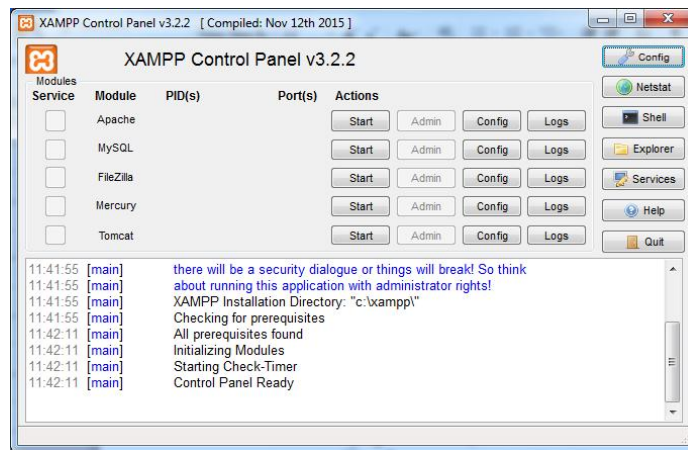 XAMPP Control Panel v3.2.2 [ Compiled: Nov 12th 2015 ]
XAMPP Control Panel v3.2.2
Config
Netstat
Shell
Explorer
Services
Help
Quit
Modules
Service Module PID(s) Port(s) Actions
Apache Start Admin Config Logs
MySQL Start Admin Config Logs
FileZilla Start Admin Config Logs
Mercury Start Admin Config Logs
Tomcat Start Admin Config Logs
11:41:55 [main] there will be a security dialogue or things will break! So think
11:41:55 [main] about running this application with administrator rights!
11:41:55 [main] XAMPP Installation Directory: "c:\xampp\"
11:41:55 [main] Checking for prerequisites
11:42:11 [main] All prerequisites found
11:42:11 [main] Initializing Modules
11:42:11 [main] Starting Check-Timer
11:42:11 [main] Control Panel Ready